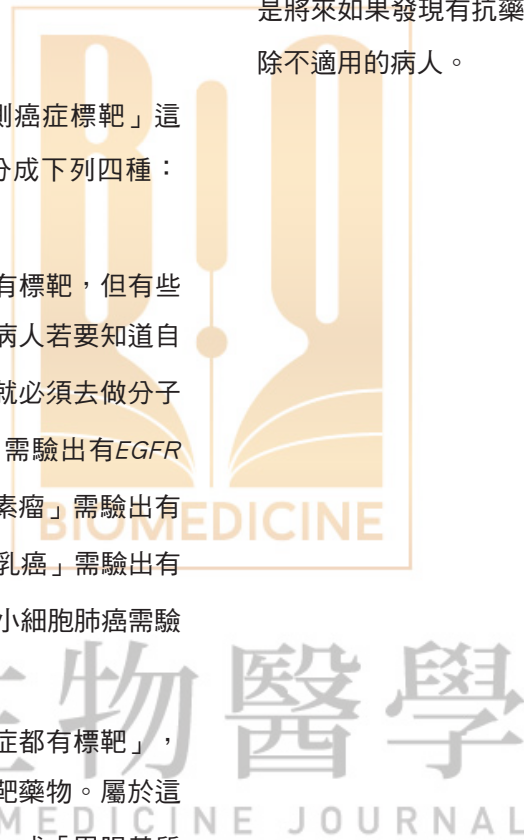 是將來如果發現有抗藥
除不適用的病人。
則癌症標靶」這
分成下列四種：
有標靶，但有些
病人若要知道自
就必須去做分子
需驗出有EGFR
素瘤」需驗出有
乳癌」需驗出有
小細胞肺癌需驗
症都有標靶」，
靶藥物。屬於這
BIO
BIOMEDICINE
生物醫學
MEDICINE JOURNAL